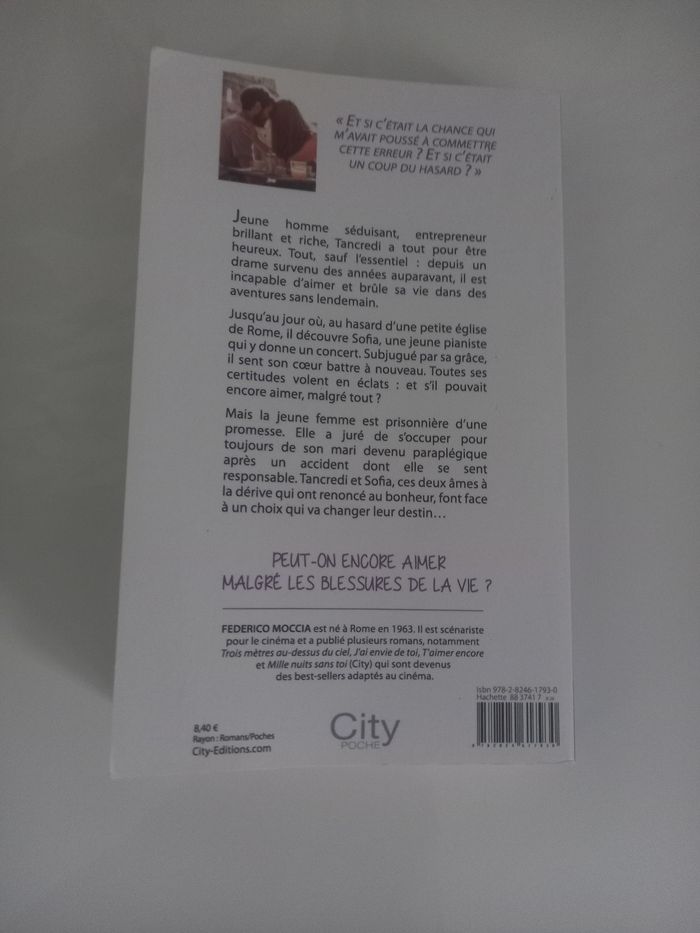 « Et si c'était la chance qui
m'avait poussé à commettre
cette erreur ? Et si c'était
un coup du hasard ? »
Jeune homme séduisant, entrepreneur
brillant et riche, Tancredi a tout pour être
heureux. Tout, sauf l'essentiel : depuis un
drame survenu des années auparavant, il est
incapable d'aimer et brûle sa vie dans des
aventures sans lendemain.
Jusqu'au jour où, au hasard d'une petite église
de Rome, il découvre Sofia, une jeune pianiste
qui y donne un concert. Subjugué par sa grâce,
il sent son cœur battre à nouveau. Toutes ses
certitudes volent en éclats : et s'il pouvait
encore aimer, malgré tout ?
Mais la jeune femme est prisonnière d'une
promesse. Elle a juré de s'occuper pour
toujours de son mari devenu paraplégique
après un accident dont elle se sent
responsable. Tancredi et Sofia, ces deux âmes à
la dérive qui ont renoncé au bonheur, font face
à un choix qui va changer leur destin…
PEUT-ON ENCORE AIMER
MALGRÉ LES BLESSURES DE LA VIE ?
FEDERICO MOCCIA est né à Rome en 1963. Il est scénariste
pour le cinéma et a publié plusieurs romans, notamment
Trois mètres au-dessus du ciel, J'ai envie de toi, T'aimer encore
et Mille nuits sans toi (City) qui sont devenus
des best-sellers adaptés au cinéma.
8,40 €
Rayon : Romans/Poches
City-Editions.com
City
POCHE
Isbn 978-2-8246-1793-0
Hachette 88 3741 7